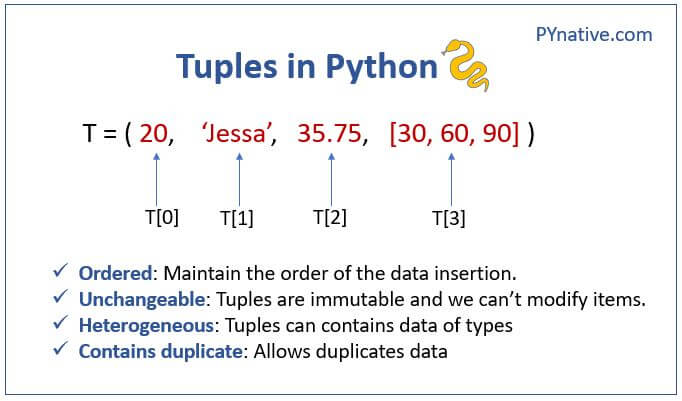 PYnative.com
Tuples in Python
T = ( 20, ‘Jessa’, 35.75, [30, 60, 90] )
T[0] T[1] T[2] T[3]
✓ Ordered: Maintain the order of the data insertion.
✓ Unchangeable: Tuples are immutable and we can’t modify items.
✓ Heterogeneous: Tuples can contains data of types
✓ Contains duplicate: Allows duplicates data